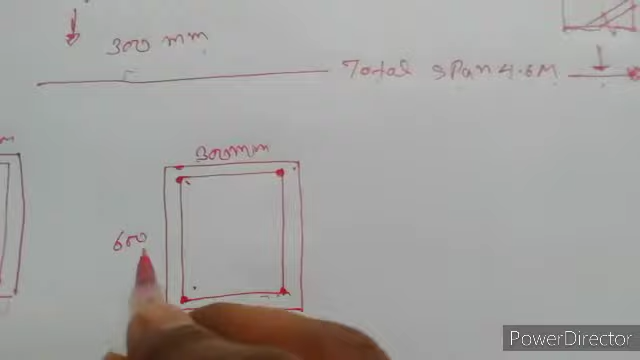 300 mm
Total span 4.6M
m
300mm
600
PowerDirector